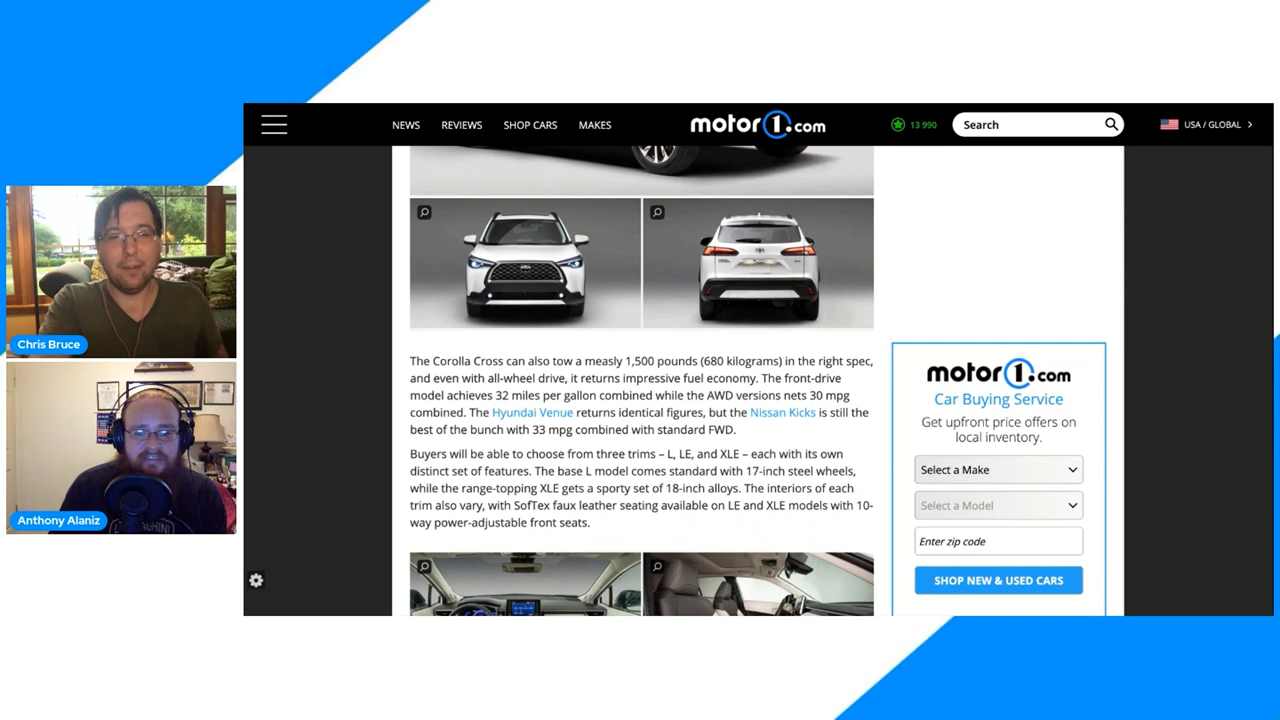 NEWS
REVIEWS
SHOP CARS
MAKES
motor1.com
13 990
Search
USA / GLOBAL
Chris Bruce
Anthony Alaniz
The Corolla Cross can also tow a measly 1,500 pounds (680 kilograms) in the right spec,
and even with all-wheel drive, it returns impressive fuel economy. The front-drive
model achieves 32 miles per gallon combined while the AWD versions nets 30 mpg
combined. The Hyundai Venue returns identical figures, but the Nissan Kicks is still the
best of the bunch with 33 mpg combined with standard FWD.
Buyers will be able to choose from three trims – L, LE, and XLE – each with its own
distinct set of features. The base L model comes standard with 17-inch steel wheels,
while the range-topping XLE gets a sporty set of 18-inch alloys. The interiors of each
trim also vary, with SofTex faux leather seating available on LE and XLE models with 10-
way power-adjustable front seats.
motor1.com
Car Buying Service
Get upfront price offers on
local inventory.
Select a Make
Select a Model
Enter zip code
SHOP NEW & USED CARS